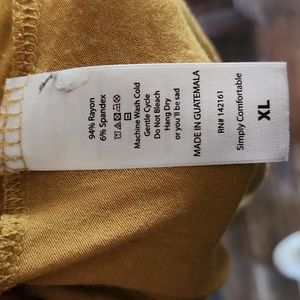 94% Rayon
6% Spandex
Machine Wash Cold
Gentle Cycle
Do Not Bleach
Hang Dry
or you'll be sad
MADE IN GUATEMALA
RN# 142161
Simply Comfortable
XL